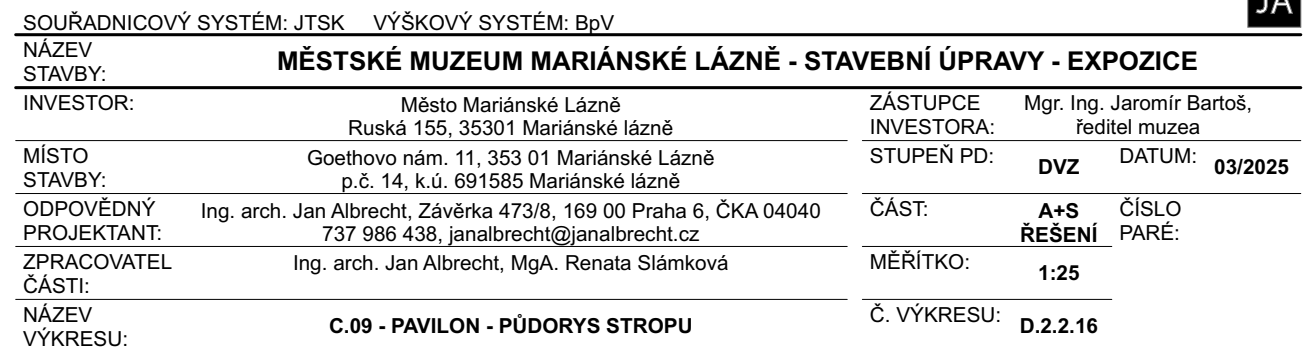 JA
SOUŘADNICOVÝ SYSTÉM: JTSK VÝŠKOVÝ SYSTÉM: BpV
NÁZEV
STAVBY:
MĚSTSKÉ MUZEUM MARIÁNSKÉ LÁZNĚ - STAVEBNÍ ÚPRAVY - EXPOZICE
INVESTOR:
Město Mariánské Lázně
Ruská 155, 35301 Mariánské lázně
ZÁSTUPCE
INVESTORA:
Mgr. Ing. Jaromír Bartoš,
ředitel muzea
MÍSTO
STAVBY:
Goethovo nám. 11, 353 01 Mariánské Lázně
p.č. 14, k.ú. 691585 Mariánské lázně
STUPEŇ PD:
DVZ
DATUM:
03/2025
ODPOVĚDNÝ
PROJEKTANT:
Ing. arch. Jan Albrecht, Závěrka 473/8, 169 00 Praha 6, ČKA 04040
737 986 438, janalbrecht@janalbrecht.cz
ČÁST:
A+S
ŘEŠENÍ
ČÍSLO
PARÉ:
ZPRACOVATEL
ČÁSTI:
Ing. arch. Jan Albrecht, MgA. Renata Slámková
MĚŘÍTKO:
1:25
NÁZEV
VÝKRESU:
C.09 - PAVILON - PŮDORYS STROPU
Č. VÝKRESU:
D.2.2.16